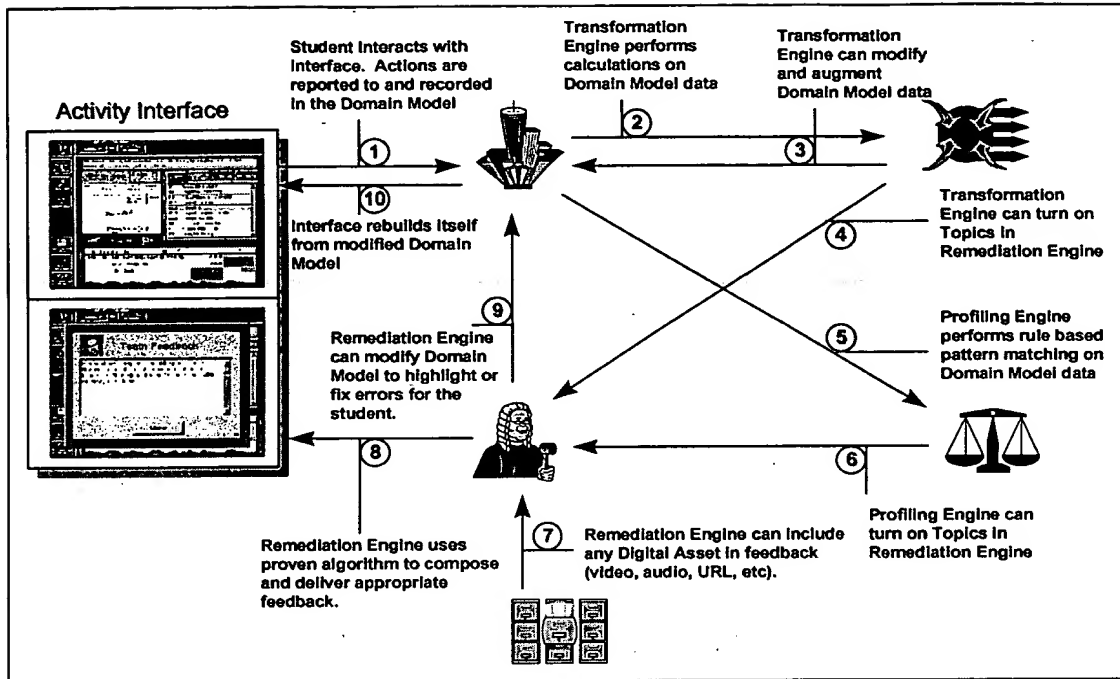 Activity Interface
Student Interacts with
Interface. Actions are
reported to and recorded
in the Domain Model
Transformation
Engine performs
calculations on
Domain Model data
Transformation
Engine can modify
and augment
Domain Model data
1
2
3
10
Interface rebuilds itself
from modified Domain
Model
4
Transformation
Engine can turn on
Topics in
Remediation Engine
5
Profiling Engine
performs rule based
pattern matching on
Domain Model data
9
Remediation Engine
can modify Domain
Model to highlight or
fix errors for the
student.
Team Feedback
8
6
Remediation Engine uses
proven algorithm to compose
and deliver appropriate
feedback.
7
Remediation Engine can include
any Digital Asset in feedback
(video, audio, URL, etc).
Profiling Engine can
turn on Topics in
Remediation Engine